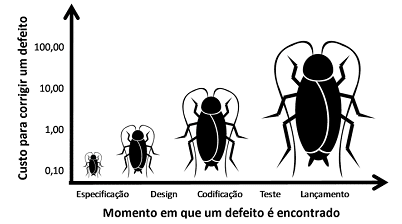 Custo para corrigir um defeito
100,00
10,00
1,00
0,10
Especificação Design Codificação Teste Lançamento
Momento em que um defeito é encontrado